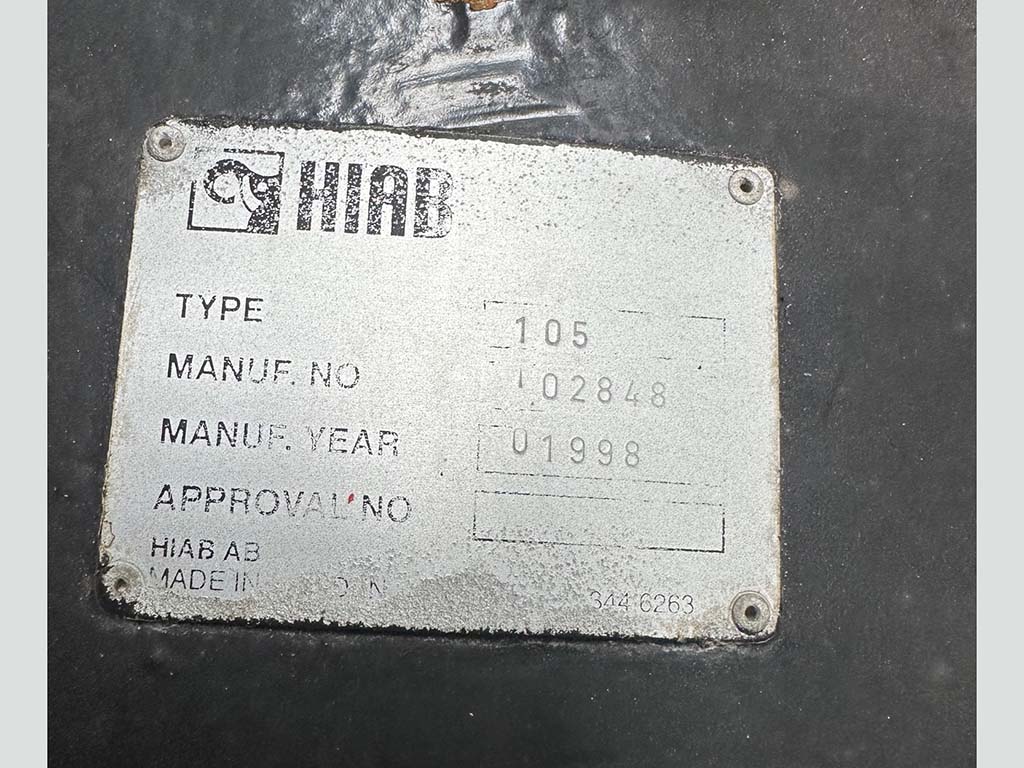 HIAB
TYPE 105
MANUF. NO 02848
MANUF. YEAR 01998
APPROVAL NO
HIAB AB
MADE IN
344 6263